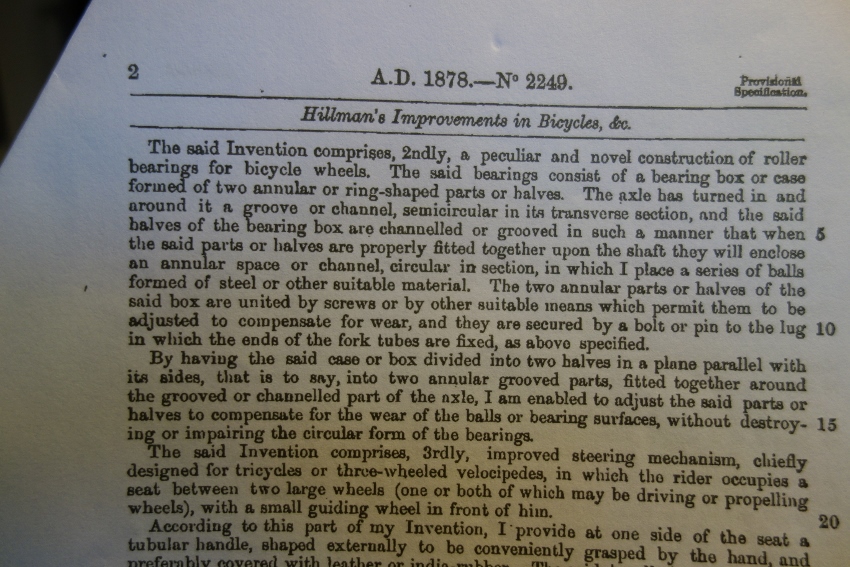 2
A.D. 1878.—No 2249.
Provisional
Specification.
Hillman's Improvements in Bicycles, &c.
The said Invention comprises, 2ndly, a peculiar and novel construction of roller
bearings for bicycle wheels. The said bearings consist of a bearing box or case
formed of two annular or ring-shaped parts or halves. The axle has turned in and
around it a groove or channel, semicircular in its transverse section, and the said
halves of the bearing box are channelled or grooved in such a manner that when 5
the said parts or halves are properly fitted together upon the shaft they will enclose
an annular space or channel, circular in section, in which I place a series of balls
formed of steel or other suitable material. The two annular parts or halves of the
said box are united by screws or by other suitable means which permit them to be
adjusted to compensate for wear, and they are secured by a bolt or pin to the lug 10
in which the ends of the fork tubes are fixed, as above specified.
By having the said case or box divided into two halves in a plane parallel with
its sides, that is to say, into two annular grooved parts, fitted together around
the grooved or channelled part of the axle, I am enabled to adjust the said parts or
halves to compensate for the wear of the balls or bearing surfaces, without destroy- 15
ing or impairing the circular form of the bearings.
The said Invention comprises, 3rdly, improved steering mechanism, chiefly
designed for tricycles or three-wheeled velocipedes, in which the rider occupies a
seat between two large wheels (one or both of which may be driving or propelling
wheels), with a small guiding wheel in front of him. 20
According to this part of my Invention, I provide at one side of the seat a
tubular handle, shaped externally to be conveniently grasped by the hand, and
preferably covered with leather or india-rubber. The